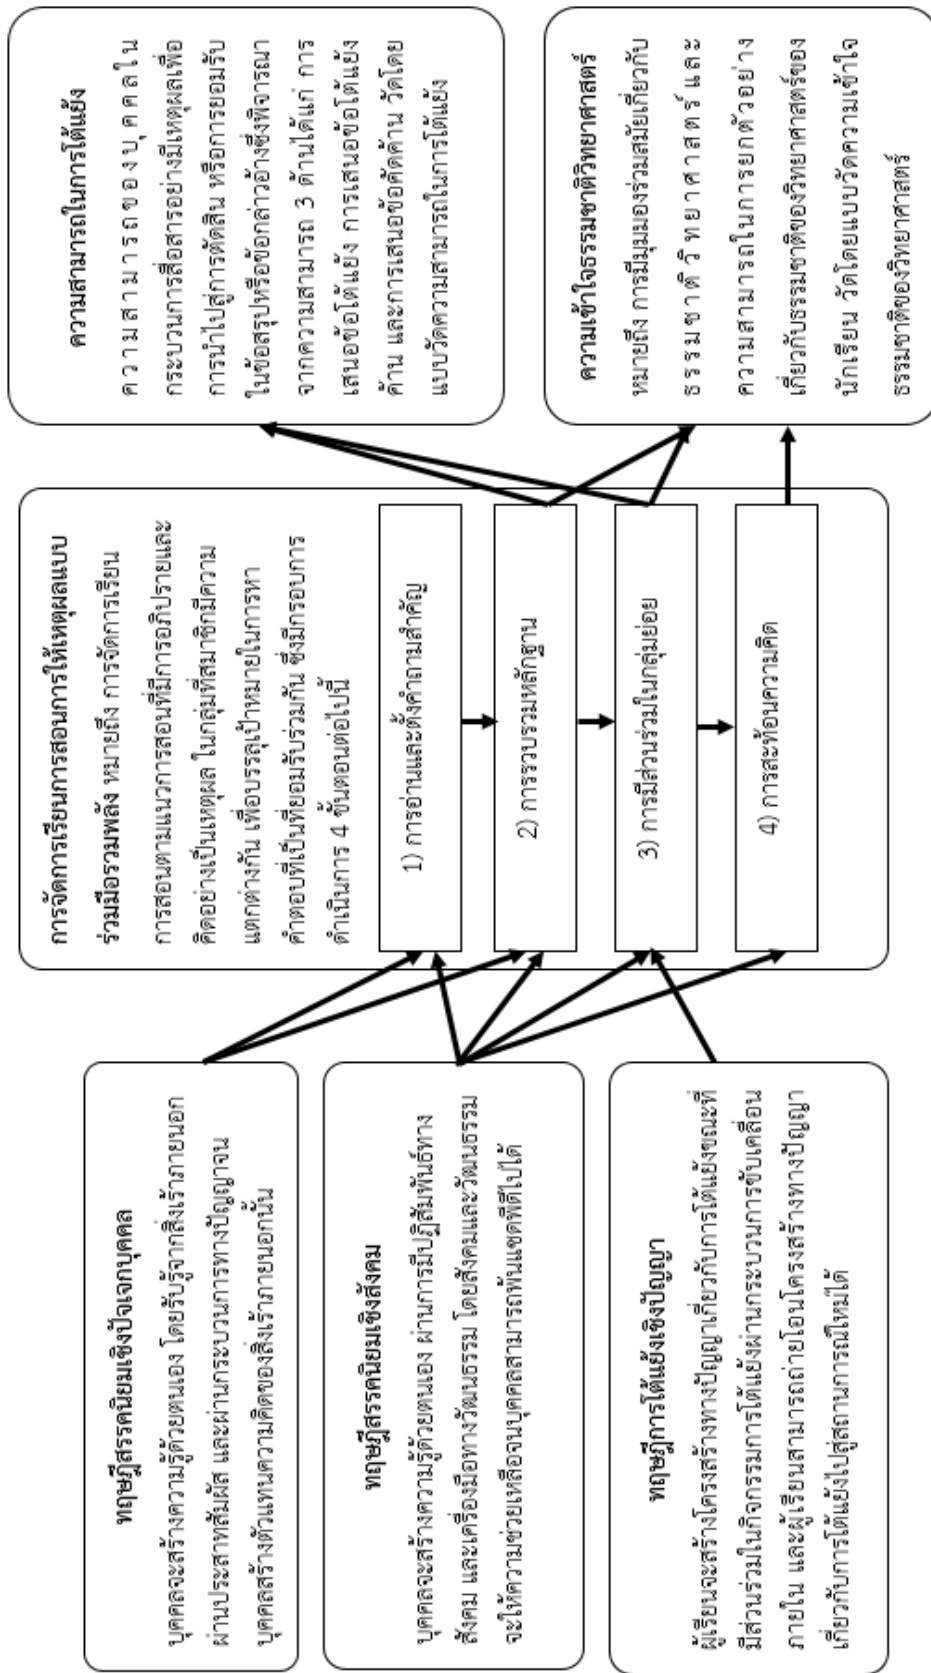 ทฤษฎีสรรคนิยมเชิงปัจเจกบุคคล
บุคคลจะสร้างความรู้ด้วยตนเอง โดยรับรู้จากสิ่งเร้าภายนอก
ผ่านประสาทสัมผัส และผ่านกระบวนการทางปัญญาจน
บุคคลสร้างตัวแทนความคิดของสิ่งเร้าภายนอกนั้น
ทฤษฎีสรรคนิยมเชิงสังคม
บุคคลจะสร้างความรู้ด้วยตนเอง ผ่านการมีปฏิสัมพันธ์ทาง
สังคม และเครื่องมือทางวัฒนธรรม โดยสังคมและวัฒนธรรม
จะให้ความช่วยเหลือจนบุคคลสามารถพ้นแซดพีดีไปได้
ทฤษฎีการโต้แย้งเชิงปัญญา
ผู้เรียนจะสร้างโครงสร้างทางปัญญาเกี่ยวกับการโต้แย้งขณะที่
มีส่วนร่วมในกิจกรรมการโต้แย้งผ่านกระบวนการขับเคลื่อน
ภายใน และผู้เรียนสามารถถ่ายโอนโครงสร้างทางปัญญา
เกี่ยวกับการโต้แย้งไปสู่สถานการณ์ใหม่ได้
การจัดการเรียนการสอนการให้เหตุผลแบบ
ร่วมมือรวมพลัง หมายถึง การจัดการเรียน
การสอนตามแนวการสอนที่มีการอภิปรายและ
คิดอย่างเป็นเหตุผล ในกลุ่มที่สมาชิกมีความ
แตกต่างกัน เพื่อบรรลุเป้าหมายในการหา
คำตอบที่เป็นที่ยอมรับร่วมกัน ซึ่งมีกรอบการ
ดำเนินการ 4 ขั้นตอนต่อไปนี้
1) การอ่านและตั้งคำถามสำคัญ
2) การรวบรวมหลักฐาน
3) การมีส่วนร่วมในกลุ่มย่อย
4) การสะท้อนความคิด
ความสามารถในการโต้แย้ง
ความสามารถของบุคคลใน
กระบวนการสื่อสารอย่างมีเหตุผลเพื่อ
การนำไปสู่การตัดสิน หรือการยอมรับ
ในข้อสรุปหรือข้อกล่าวอ้างซึ่งพิจารณา
จากความสามารถ 3 ด้านได้แก่ การ
เสนอข้อโต้แย้ง การเสนอข้อโต้แย้ง
ค้าน และการเสนอข้อคัดค้าน วัดโดย
แบบวัดความสามารถในการโต้แย้ง
ความเข้าใจธรรมชาติวิทยาศาสตร์
หมายถึง การมีมุมมองร่วมสมัยเกี่ยวกับ
ธรรมชาติวิทยาศาสตร์และ
ความสามารถในการยกตัวอย่าง
เกี่ยวกับธรรมชาติของวิทยาศาสตร์ของ
นักเรียน วัดโดยแบบวัดความเข้าใจ
ธรรมชาติของวิทยาศาสตร์